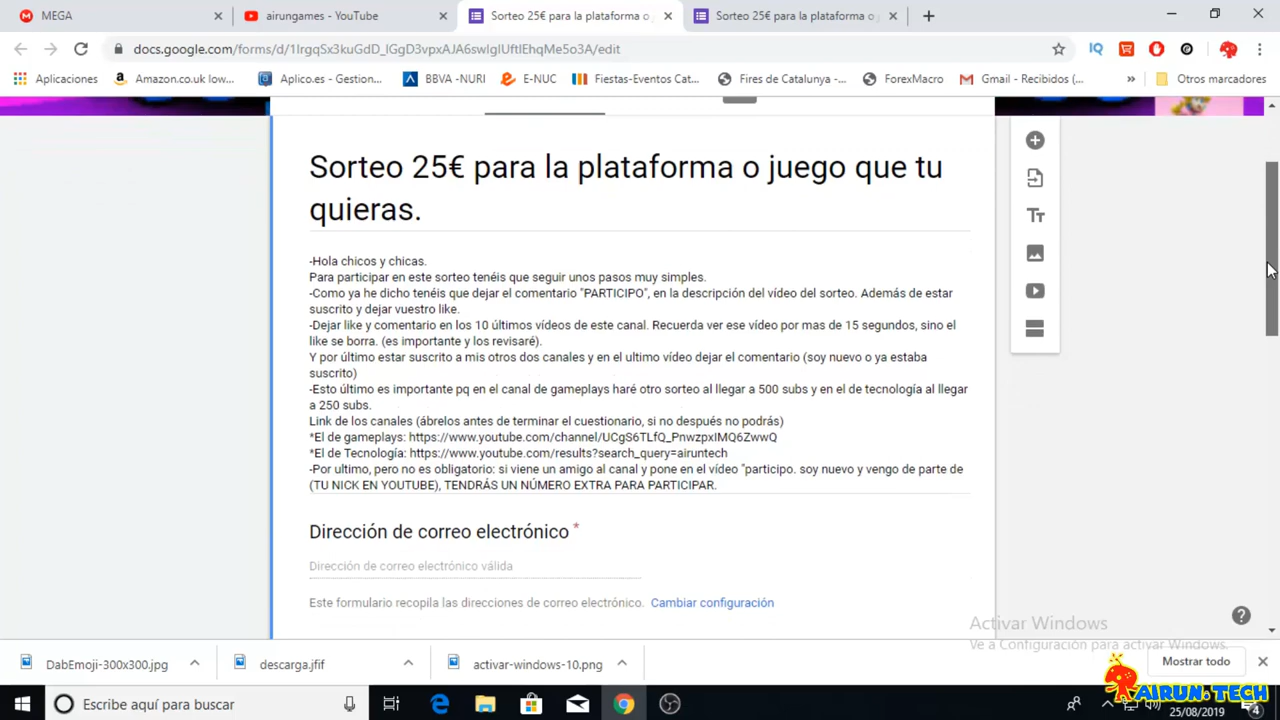 MEGA
airungames - YouTube
Sorteo 25€ para la plataforma o
Sorteo 25€ para la plataforma o
Aplicaciones
Amazon.co.uk low...
Aplico.es - Gestion...
BBVA -NURI
E-NUC
Fiestas-Eventos Cat...
Fires de Catalunya -...
ForexMacro
Gmail - Recibidos (...
»
Otros marcadores
Sorteo 25€ para la plataforma o juego que tu
quieras.
-Hola chicos y chicas.
Para participar en este sorteo tenéis que seguir unos pasos muy simples.
-Como ya he dicho tenéis que dejar el comentario "PARTICIPO", en la descripción del vídeo del sorteo. Además de estar
suscrito y dejar vuestro like.
-Dejar like y comentario en los 10 últimos vídeos de este canal. Recuerda ver ese vídeo por mas de 15 segundos, sino el
like se borra. (es importante y los revisaré).
Y por último estar suscrito a mis otros dos canales y en el ultimo vídeo dejar el comentario (soy nuevo o ya estaba
suscrito)
-Esto último es importante pq en el canal de gameplays haré otro sorteo al llegar a 500 subs y en el de tecnología al llegar
a 250 subs.
Link de los canales (ábrelos antes de terminar el cuestionario, si no después no podrás)
*El de gameplays: https://www.youtube.com/channel/UCgS6TLfQ_PnwzpxIMQ6ZwwQ
*El de Tecnología: https://www.youtube.com/results?search_query=airuntech
-Por ultimo, pero no es obligatorio: si viene un amigo al canal y pone en el vídeo "participo. soy nuevo y vengo de parte de
(TU NICK EN YOUTUBE), TENDRÁS UN NÚMERO EXTRA PARA PARTICIPAR.
Dirección de correo electrónico *
Dirección de correo electrónico válida
Este formulario recopila las direcciones de correo electrónico. Cambiar configuración
Activar Windows
Ve a Configuración para activar Windows.
DabEmoji-300x300.jpg
descarga.jfif
activar-windows-10.png
Mostrar todo
Escribe aquí para buscar
AIRUN.TECH
25/08/2019
4